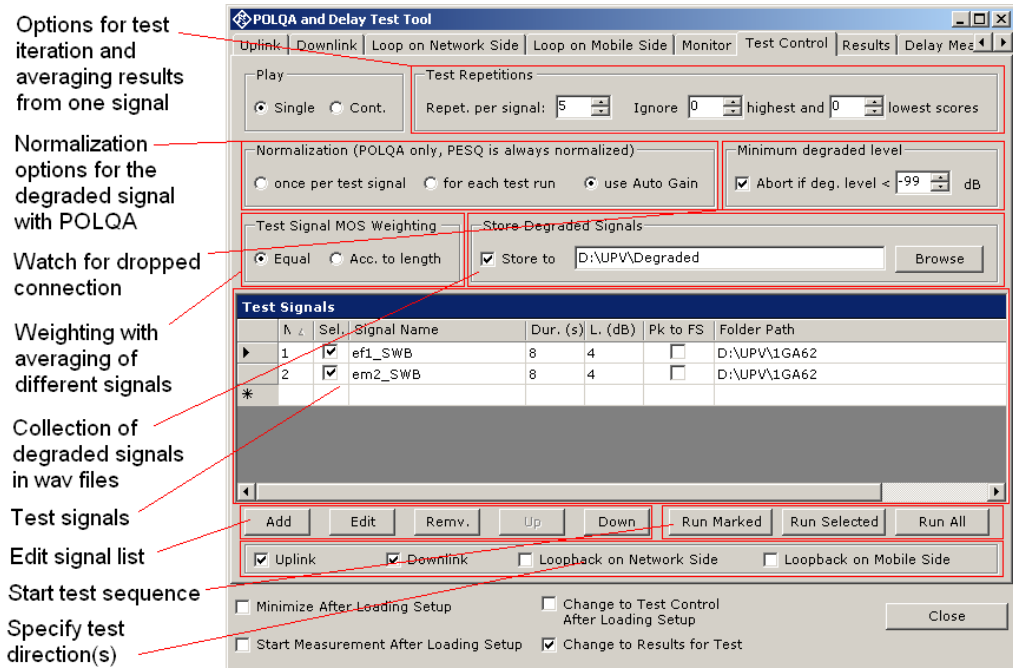 Options for test
iteration and
averaging results
from one signal
Normalization
options for the
degraded signal
with POLQA
Watch for dropped
connection
Weighting with
averaging of
different signals
Collection of
degraded signals
in wav files
Test signals
Edit signal list
Start test sequence
Specify test
direction(s)
POLQA and Delay Test Tool
Uplink Downlink Loop on Network Side Loop on Mobile Side Monitor Test Control Results Delay Mea
Play Test Repetitions
Single Cont. Repet. per signal: 5 Ignore 0 highest and 0 lowest scores
Normalization (POLQA only, PESQ is always normalized) Minimum degraded level
once per test signal for each test run use Auto Gain Abort if deg. level < -99 dB
Test Signal MOS Weighting Store Degraded Signals
Equal Acc. to length Store to D:\UPV\Degraded Browse
Test Signals
N Sel. Signal Name Dur. (s) L. (dB) Pk to FS Folder Path
1 ef1_SWB 8 4 D:\UPV\1GA62
2 em2_SWB 8 4 D:\UPV\1GA62
*
Add Edit Remv. Up Down Run Marked Run Selected Run All
Uplink Downlink Loopback on Network Side Loopback on Mobile Side
Minimize After Loading Setup Change to Test Control
After Loading Setup Close
Start Measurement After Loading Setup Change to Results for Test